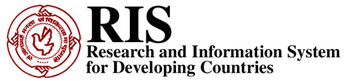 RIS
Research and Information System
for Developing Countries